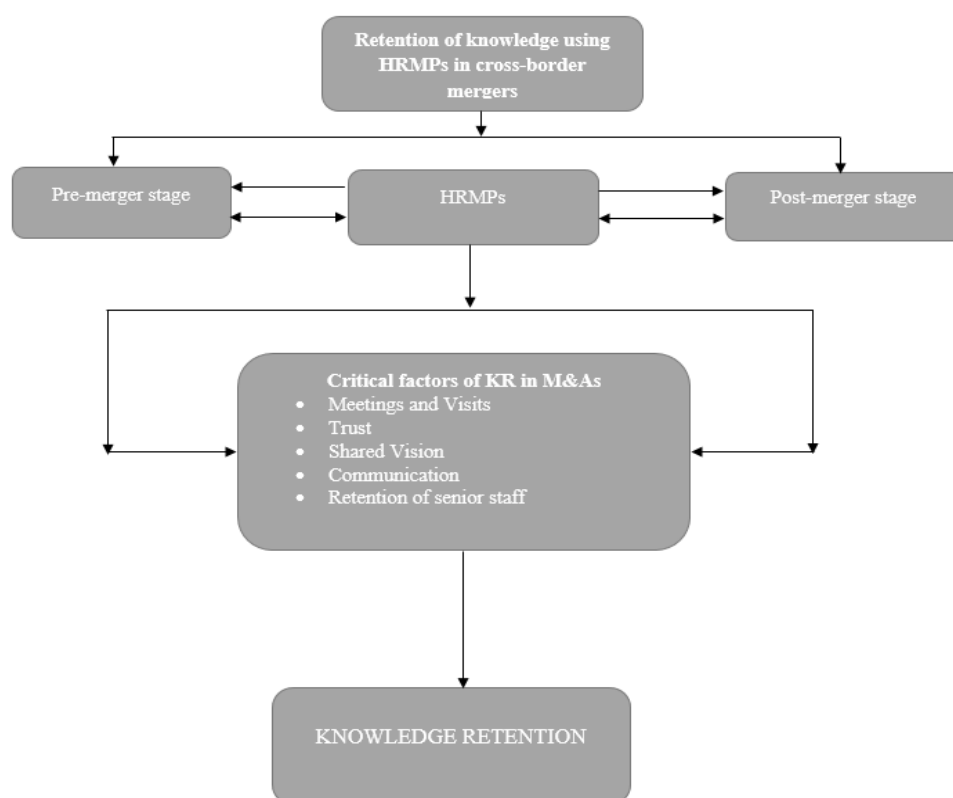 Retention of knowledge using
HRMPs in cross-border
mergers
Pre-merger stage
HRMPs
Post-merger stage
Critical factors of KR in M&As
• Meetings and Visits
• Trust
• Shared Vision
• Communication
• Retention of senior staff
KNOWLEDGE RETENTION